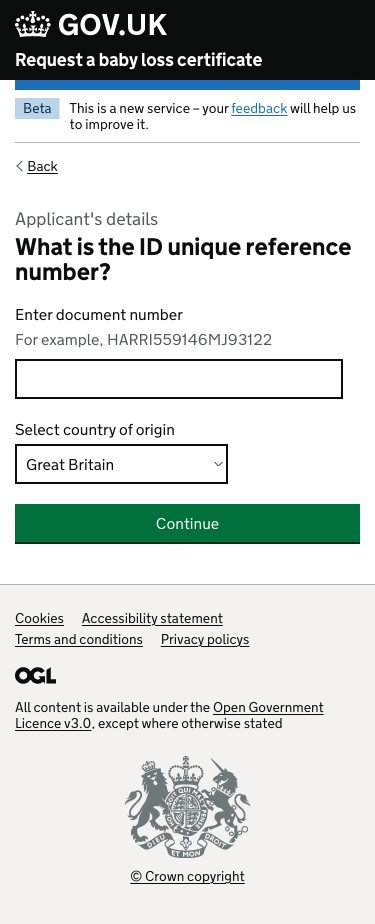 GOV.UK
Request a baby loss certificate
Beta
This is a new service – your feedback will help us
to improve it.
Back
Applicant's details
What is the ID unique reference
number?
Enter document number
For example, HARRI559146MJ93122
Select country of origin
Great Britain
Continue
Cookies Accessibility statement
Terms and conditions Privacy policys
OGL
All content is available under the Open Government
Licence v3.0, except where otherwise stated
DIEU ET MON DROIT
© Crown copyright